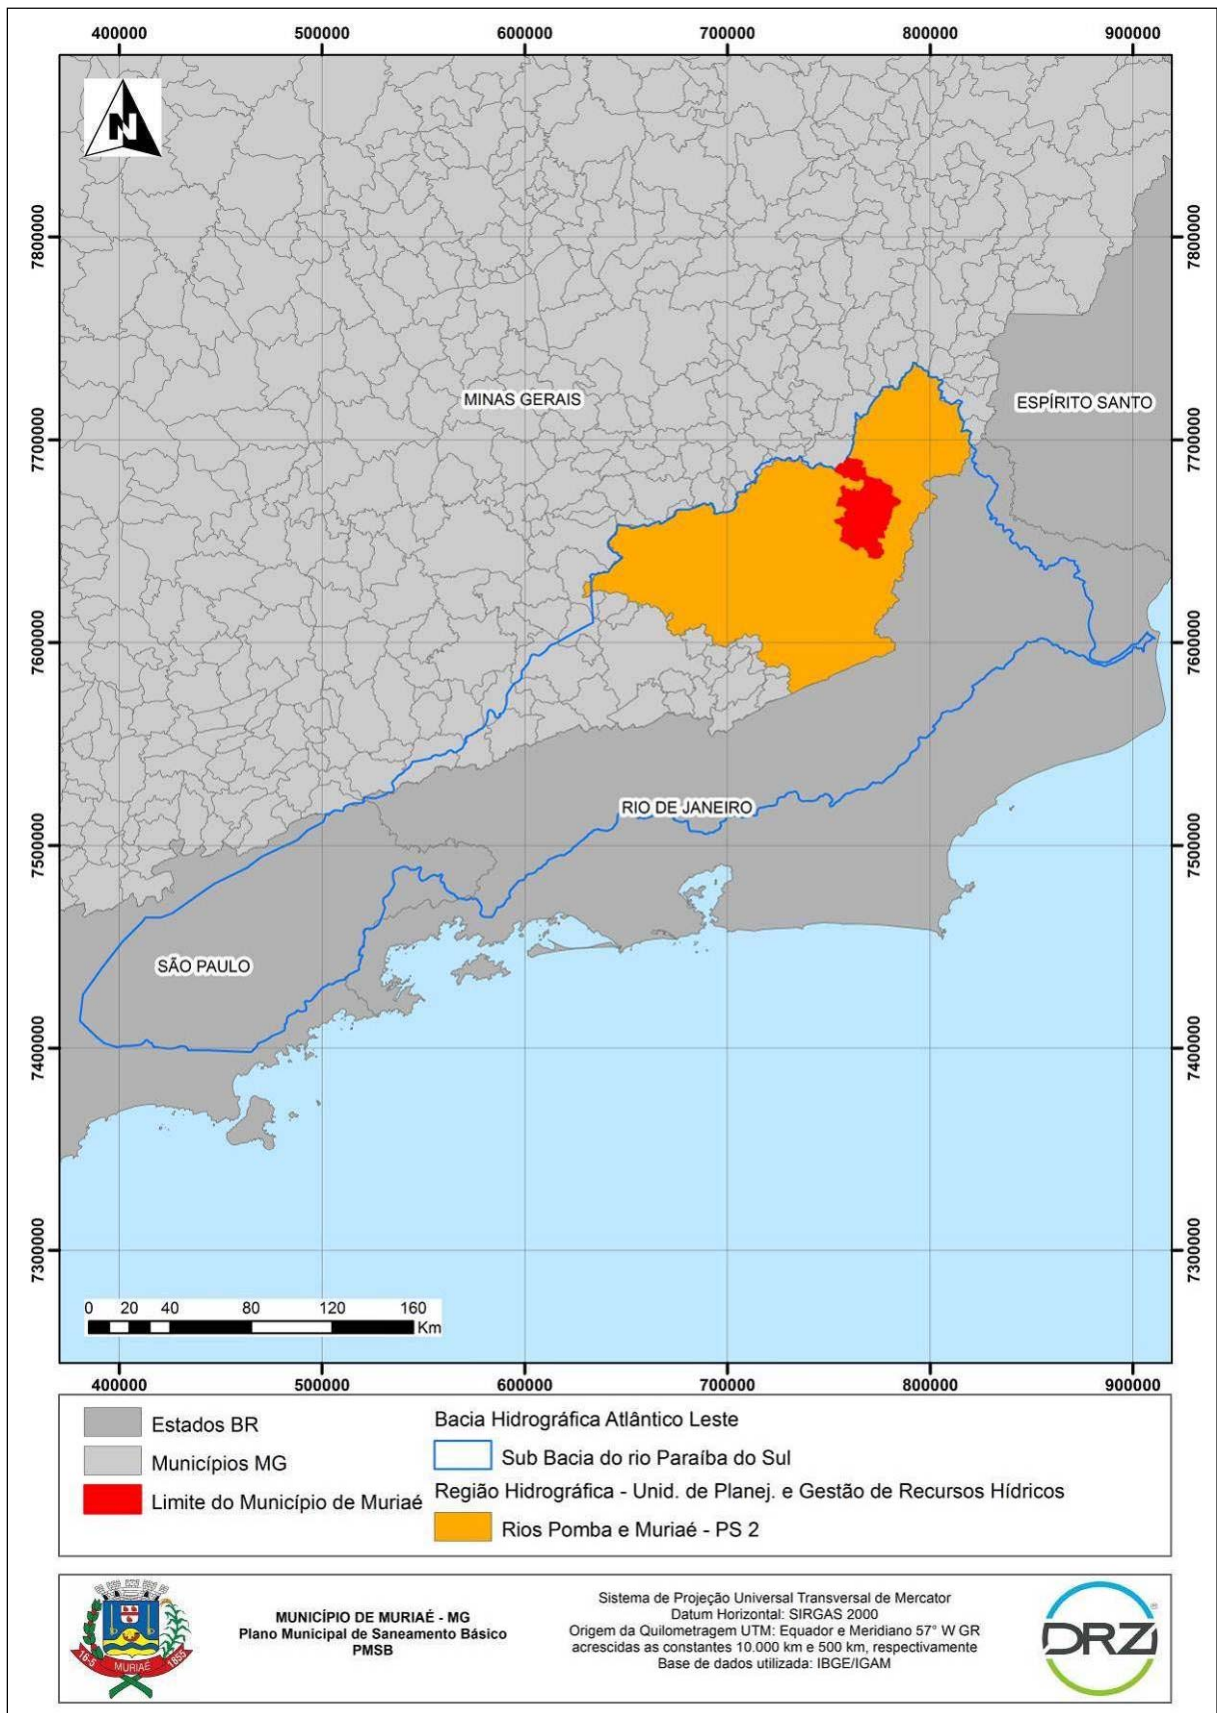 400000 500000 600000 700000 800000 900000
N
7800000 7800000
MINAS GERAIS
ESPÍRITO SANTO
7700000 7700000
7600000 7600000
RIO DE JANEIRO
7500000 7500000
SÃO PAULO
7400000 7400000
7300000 7300000
0 20 40 80 120 160
Km
400000 500000 600000 700000 800000 900000
Estados BR
Municípios MG
Limite do Município de Muriaé
Bacia Hidrográfica Atlântico Leste
Sub Bacia do rio Paraíba do Sul
Região Hidrográfica - Unid. de Planej. e Gestão de Recursos Hídricos
Rios Pomba e Muriaé - PS 2
16-5 MURIAÉ 1855
MUNICÍPIO DE MURIAÉ - MG
Plano Municipal de Saneamento Básico
PMSB
Sistema de Projeção Universal Transversal de Mercator
Datum Horizontal: SIRGAS 2000
Origem da Quilometragem UTM: Equador e Meridiano 57° W GR
acrescidas as constantes 10.000 km e 500 km, respectivamente
Base de dados utilizada: IBGE/IGAM
DRZ®